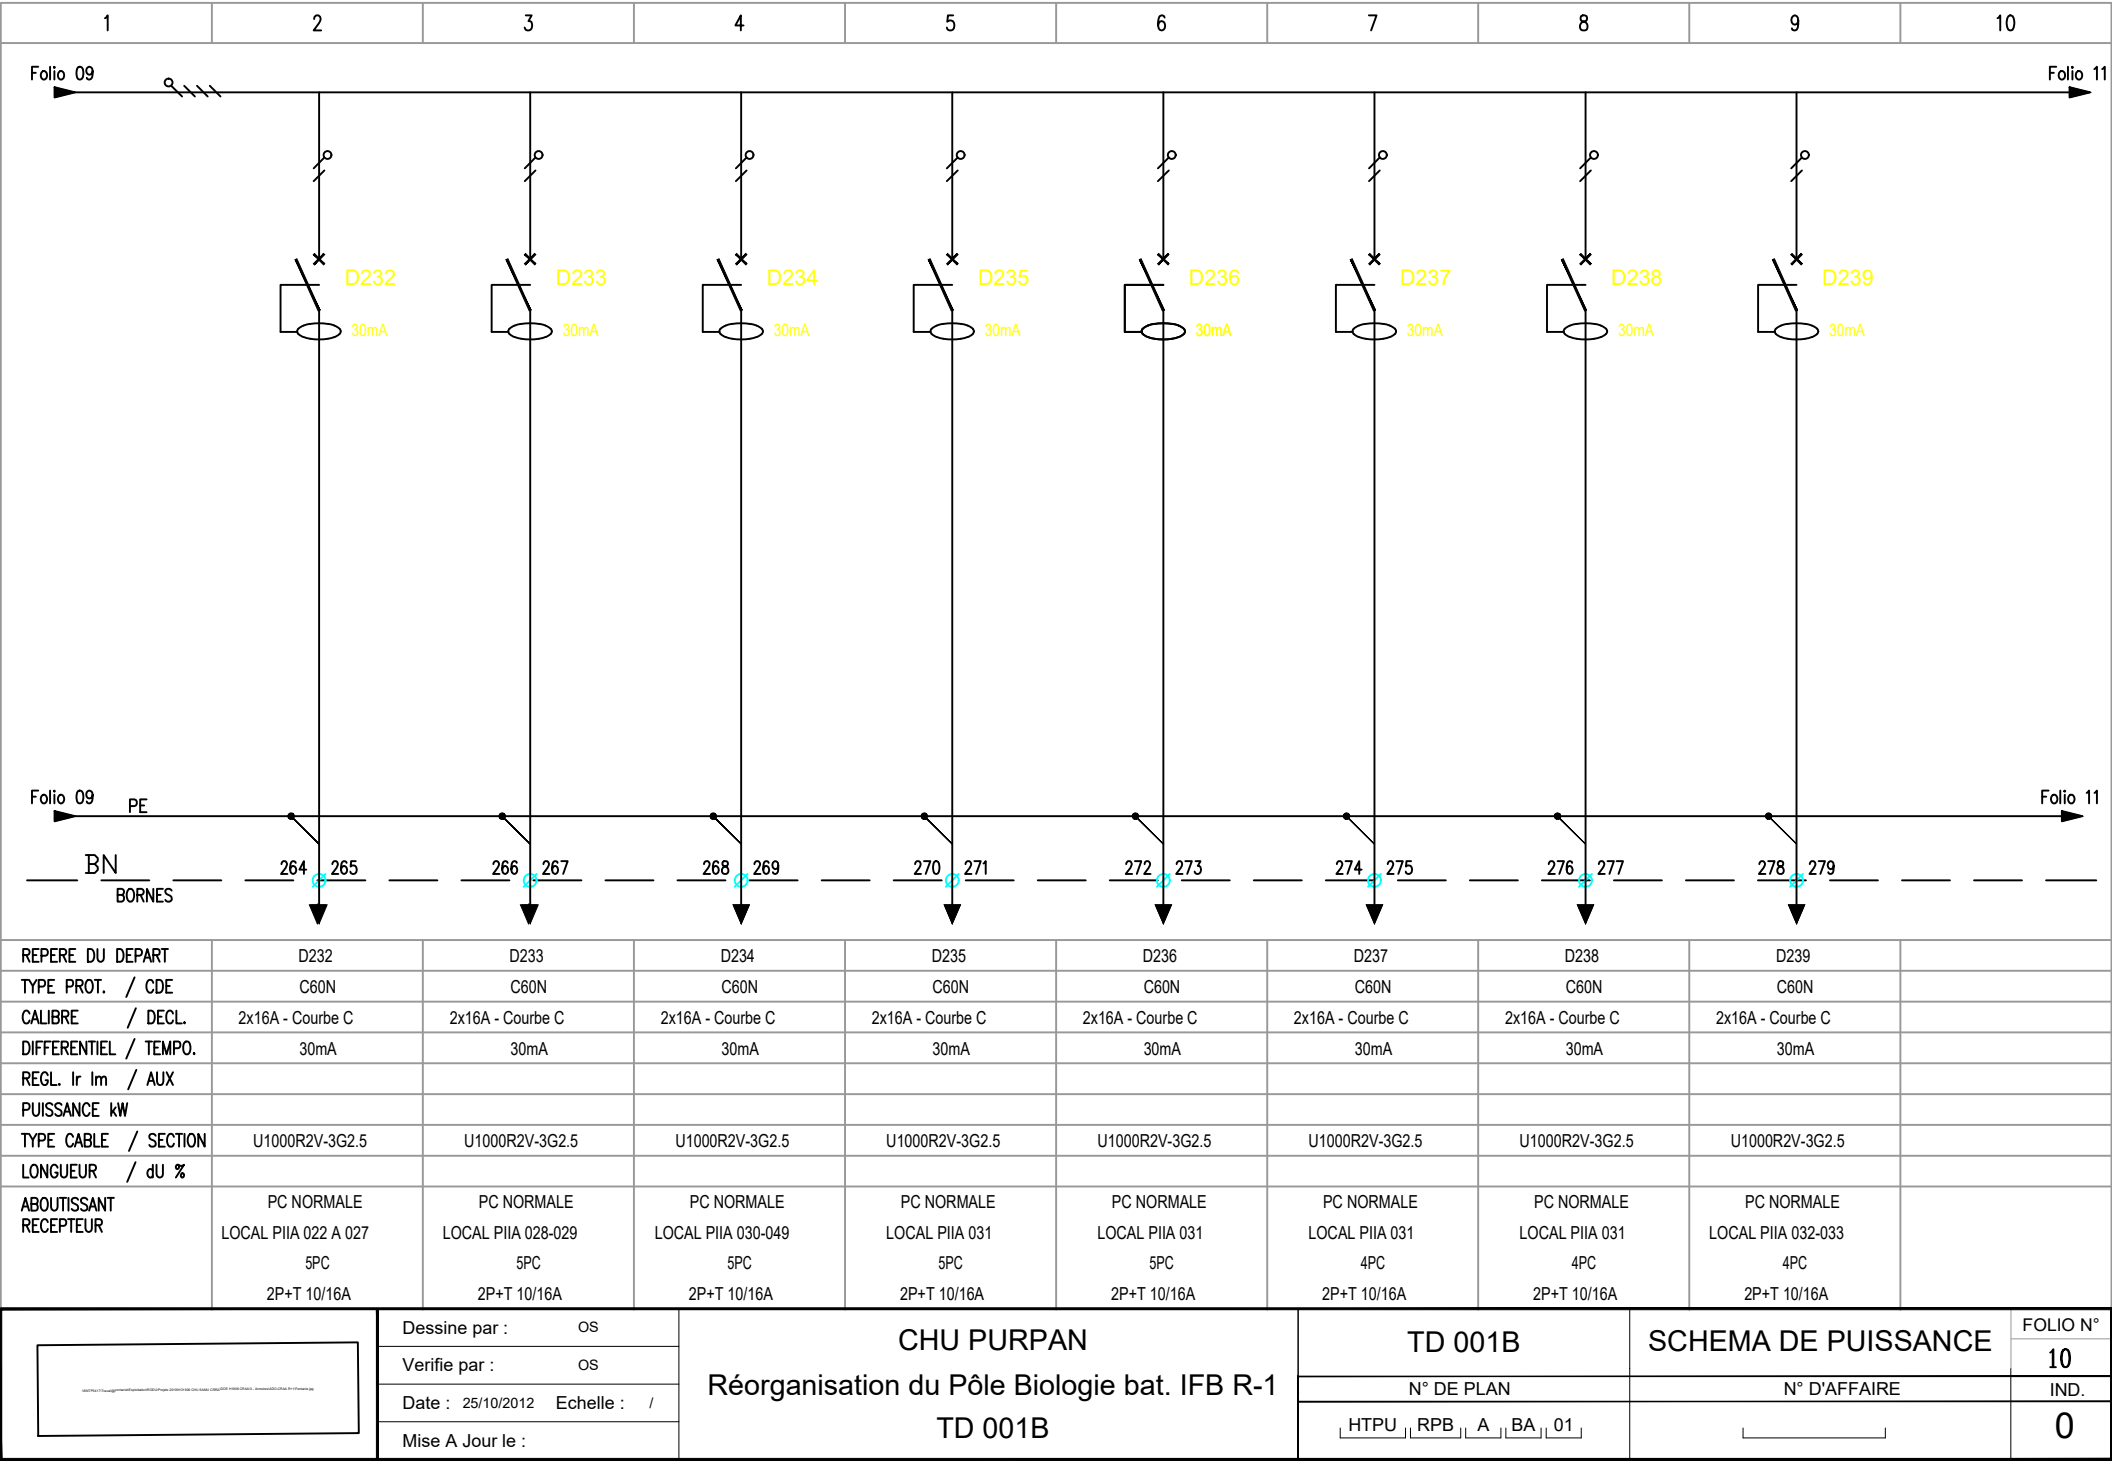 1 2 3 4 5 6 7 8 9 10
Folio 09 Folio 11
D232 D233 D234 D235 D236 D237 D238 D239
30mA 30mA 30mA 30mA 30mA 30mA 30mA 30mA
Folio 09 PE Folio 11
BN 264 265 266 267 268 269 270 271 272 273 274 275 276 277 278 279
BORNES
REPERE DU DEPART D232 D233 D234 D235 D236 D237 D238 D239
TYPE PROT. / CDE C60N C60N C60N C60N C60N C60N C60N C60N
CALIBRE / DECL. 2x16A - Courbe C 2x16A - Courbe C 2x16A - Courbe C 2x16A - Courbe C 2x16A - Courbe C 2x16A - Courbe C 2x16A - Courbe C 2x16A - Courbe C
DIFFERENTIEL / TEMPO. 30mA 30mA 30mA 30mA 30mA 30mA 30mA 30mA
REGL. Ir Im / AUX
PUISSANCE kW
TYPE CABLE / SECTION U1000R2V-3G2.5 U1000R2V-3G2.5 U1000R2V-3G2.5 U1000R2V-3G2.5 U1000R2V-3G2.5 U1000R2V-3G2.5 U1000R2V-3G2.5 U1000R2V-3G2.5
LONGUEUR / dU %
ABOUTISSANT PC NORMALE PC NORMALE PC NORMALE PC NORMALE PC NORMALE PC NORMALE PC NORMALE PC NORMALE
RECEPTEUR LOCAL PIIA 022 A 027 LOCAL PIIA 028-029 LOCAL PIIA 030-049 LOCAL PIIA 031 LOCAL PIIA 031 LOCAL PIIA 031 LOCAL PIIA 031 LOCAL PIIA 032-033
5PC 5PC 5PC 5PC 5PC 4PC 4PC 4PC
2P+T 10/16A 2P+T 10/16A 2P+T 10/16A 2P+T 10/16A 2P+T 10/16A 2P+T 10/16A 2P+T 10/16A 2P+T 10/16A
Dessine par : OS
Verifie par : OS
Date : 25/10/2012 Echelle : /
Mise A Jour le :
CHU PURPAN
Réorganisation du Pôle Biologie bat. IFB R-1
TD 001B
TD 001B
N° DE PLAN
HTPU RPB A BA 01
SCHEMA DE PUISSANCE
N° D'AFFAIRE
FOLIO N°
10
IND.
0